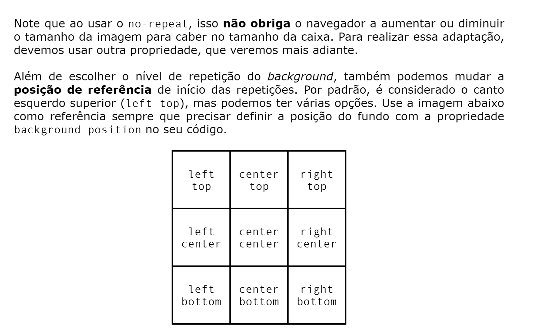 Note que ao usar o no-repeat, isso não obriga o navegador a aumentar ou diminuir
o tamanho da imagem para caber no tamanho da caixa. Para realizar essa adaptação,
devemos usar outra propriedade, que veremos mais adiante.
Além de escolher o nível de repetição do background, também podemos mudar a
posição de referência de início das repetições. Por padrão, é considerado o canto
esquerdo superior (left top), mas podemos ter várias opções. Use a imagem abaixo
como referência sempre que precisar definir a posição do fundo com a propriedade
background position no seu código.
left center right
top top top
left center right
center center center
left center right
bottom bottom bottom